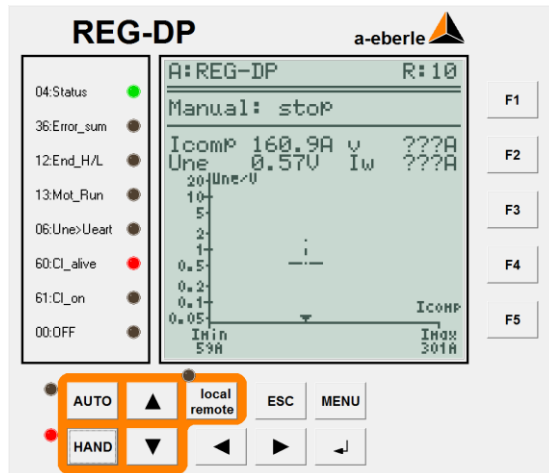 REG-DP
a-eberle
04:Status
36:Error_sum
12:End_H/L
13:Mot_Run
06:Une>Ueart
60:CI_alive
61:CI_on
00:OFF
A:REG-DP R:10
Manual: stop
Icomp 160.9A v ???A
Une 0.57V Iw ???A
Une/V
20
10
5
2
1
0.5
0.2
0.1
0.05
Icomp
Imin Imax
59A 301A
F1
F2
F3
F4
F5
AUTO
local
remote
ESC
MENU
HAND